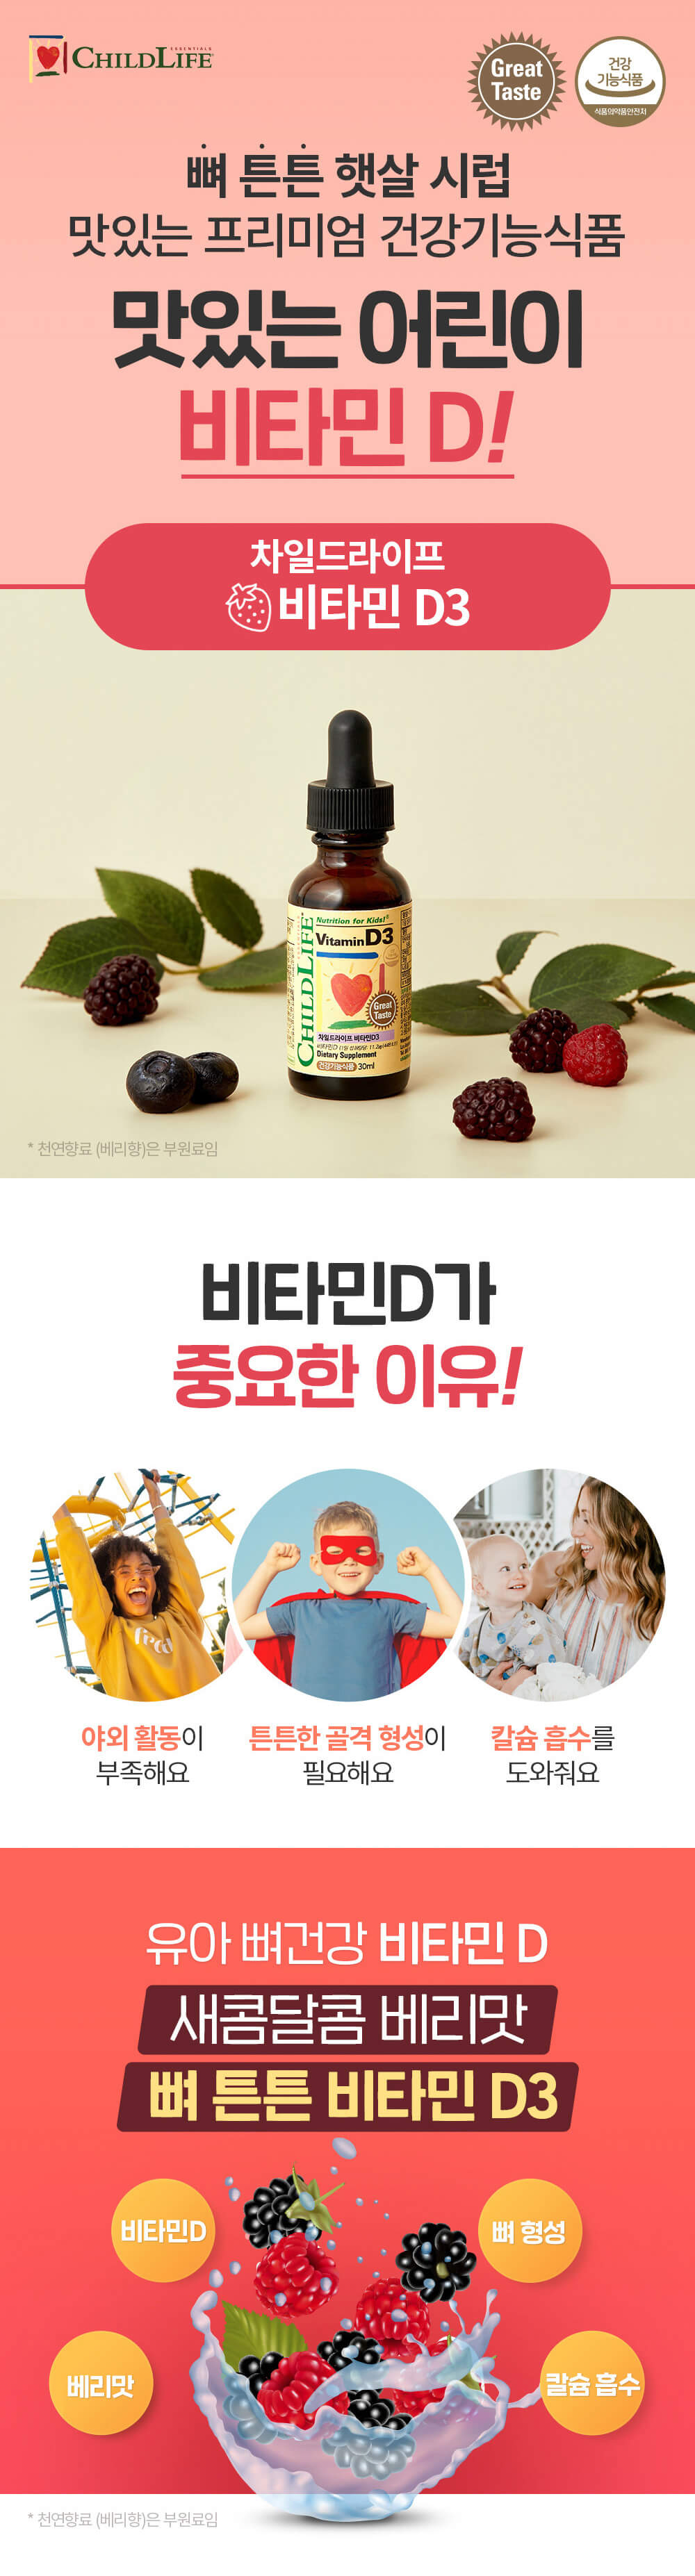 CHILDLIFE
ESSENTIALS
Great
Taste
건강
기능식품
식품의약품안전처
뼈 튼튼 햇살 시럽
맛있는 프리미엄 건강기능식품
맛있는 어린이
비타민 D!
차일드라이프
비타민 D3
Nutrition for Kids!
CHILDLIFE
Vitamin D3
Great
Taste
차일드라이프 비타민D3
Dietary Supplement
건강기능식품 30ml
* 천연향료 (베리향)은 부원료임
비타민D가
중요한 이유!
야외 활동이
부족해요
튼튼한 골격 형성이
필요해요
칼슘 흡수를
도와줘요
유아 뼈건강 비타민 D
새콤달콤 베리맛
뼈 튼튼 비타민 D3
비타민D
뼈 형성
베리맛
칼슘 흡수
* 천연향료 (베리향)은 부원료임